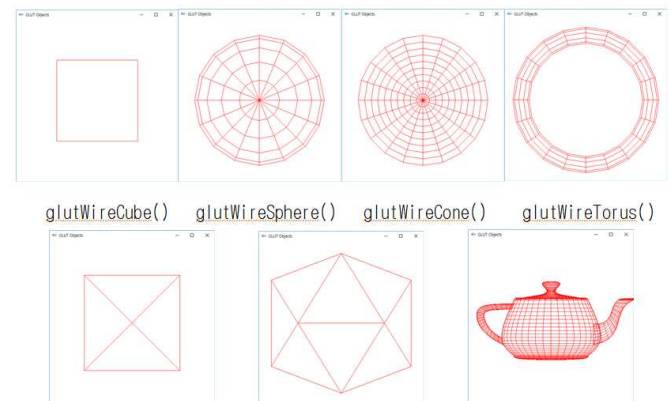 GLUT Objects
GLUT Objects
GLUT Objects
GLUT Objects
glutWireCube()
glutWireSphere()
glutWireCone()
glutWireTorus()
GLUT Objects
GLUT Objects
GLUT Objects